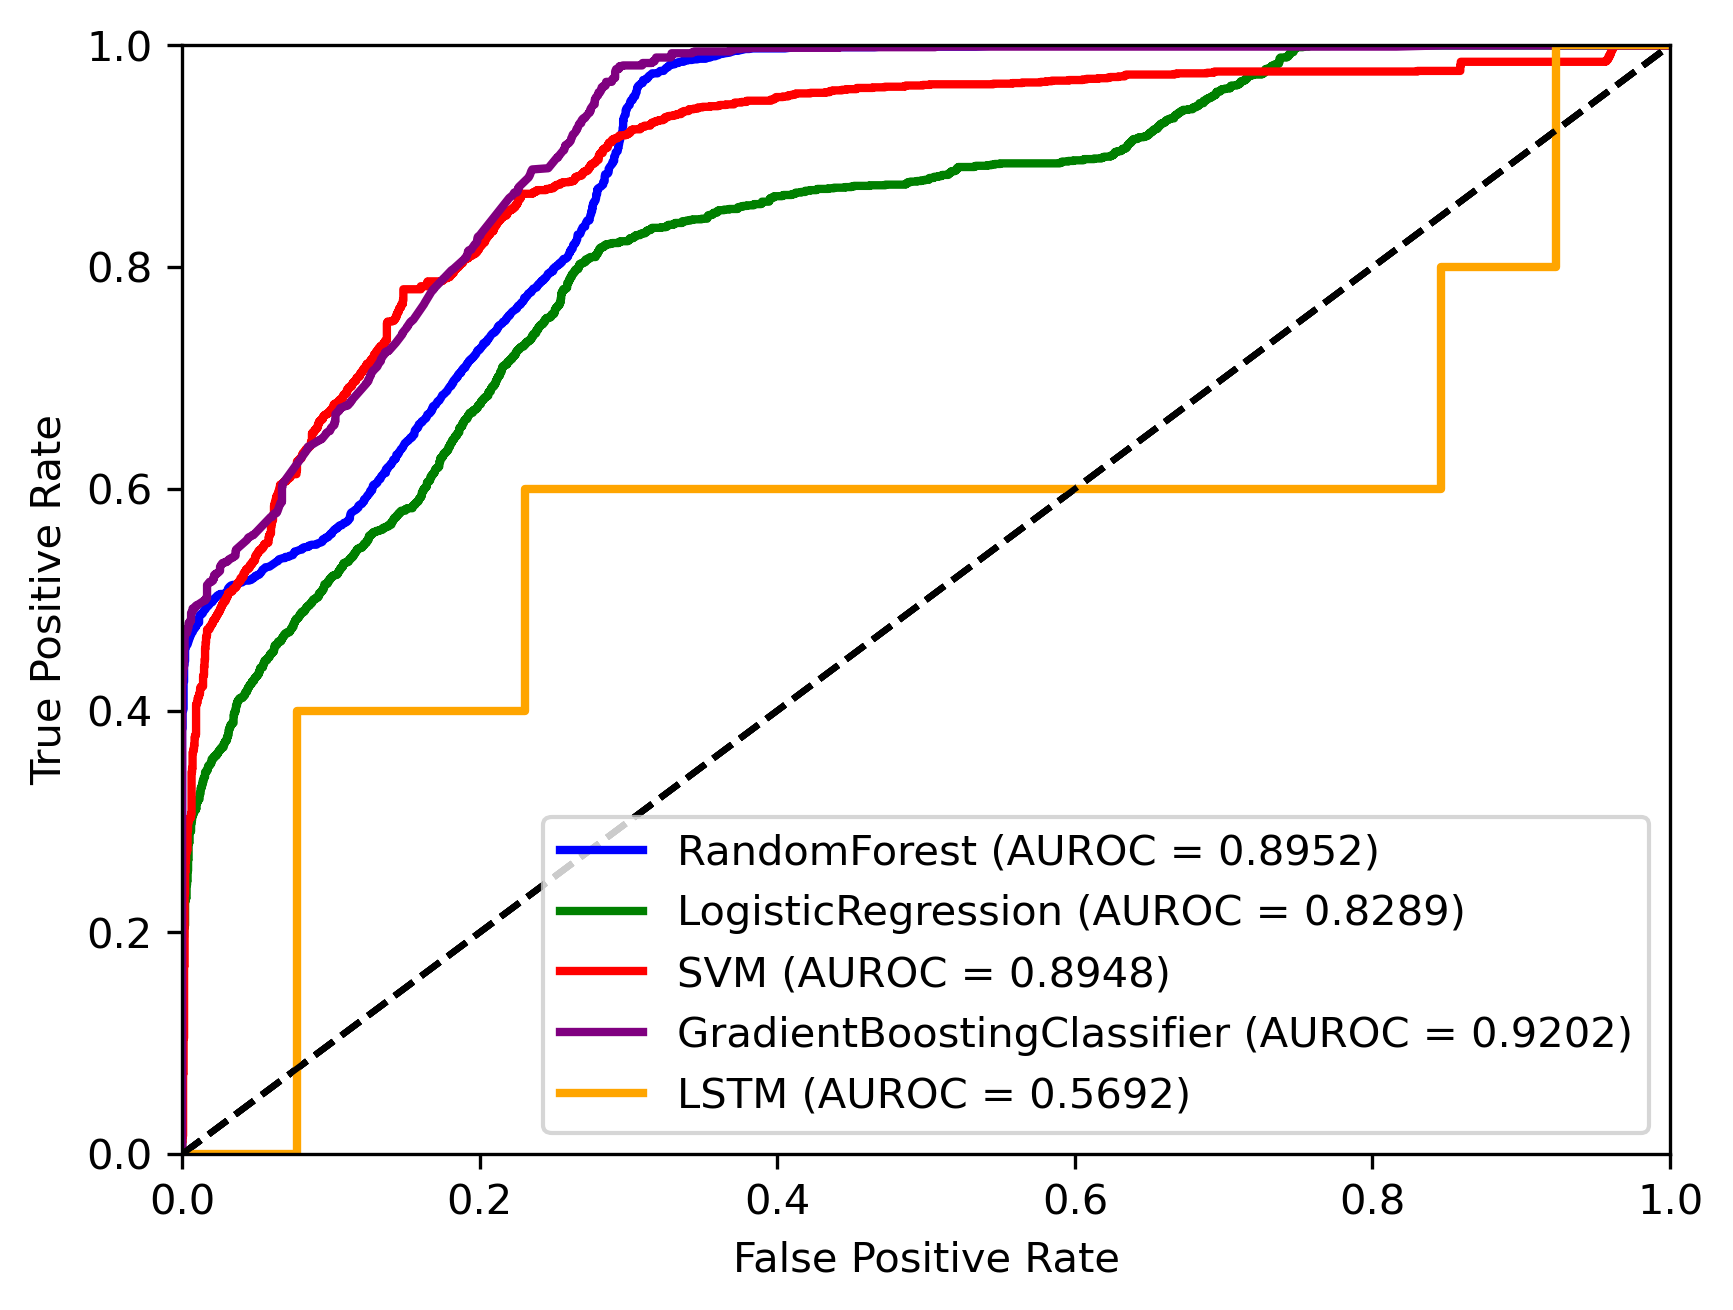 1.0
0.8
0.6
0.4
0.2
0.0
True Positive Rate
RandomForest (AUROC = 0.8952)
LogisticRegression (AUROC = 0.8289)
SVM (AUROC = 0.8948)
GradientBoostingClassifier (AUROC = 0.9202)
LSTM (AUROC = 0.5692)
0.0 0.2 0.4 0.6 0.8 1.0
False Positive Rate